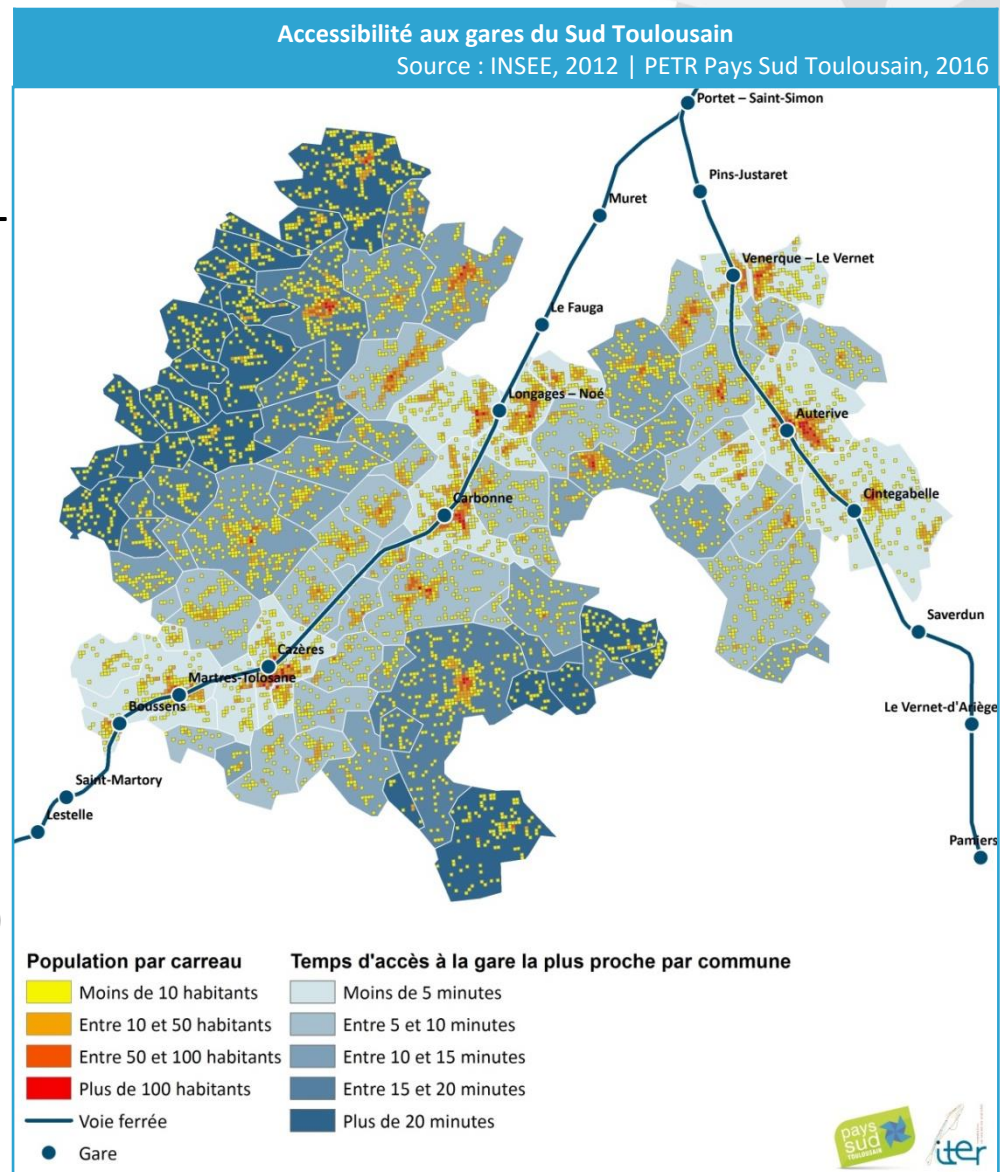 Accessibilité aux gares du Sud Toulousain
Source : INSEE, 2012 | PETR Pays Sud Toulousain, 2016
Portet – Saint-Simon
Pins-Justaret
Muret
Venerque – Le Vernet
Le Fauga
Longages – Noé
Auterive
Carbonne
Cintegabelle
Saverdun
Cazères
Martres-Tolosane
Boussens
Le Vernet-d'Ariège
Saint-Martory
Lestelle
Pamiers
Population par carreau
Moins de 10 habitants
Entre 10 et 50 habitants
Entre 50 et 100 habitants
Plus de 100 habitants
Voie ferrée
Gare
Temps d'accès à la gare la plus proche par commune
Moins de 5 minutes
Entre 5 et 10 minutes
Entre 10 et 15 minutes
Entre 15 et 20 minutes
Plus de 20 minutes
pays
sud
TOULOUSAIN
iter